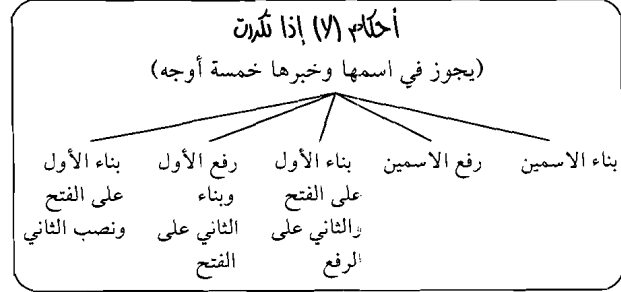 أحكام (لا) إذا تكررت
(يجوز في اسمها وخبرها خمسة أوجه)
بناء الاسمين
رفع الاسمين
بناء الأول
على الفتح
والثاني على
الرفع
رفع الأول
وبناء
الثاني على
الفتح
بناء الأول
على الفتح
ونصب الثاني